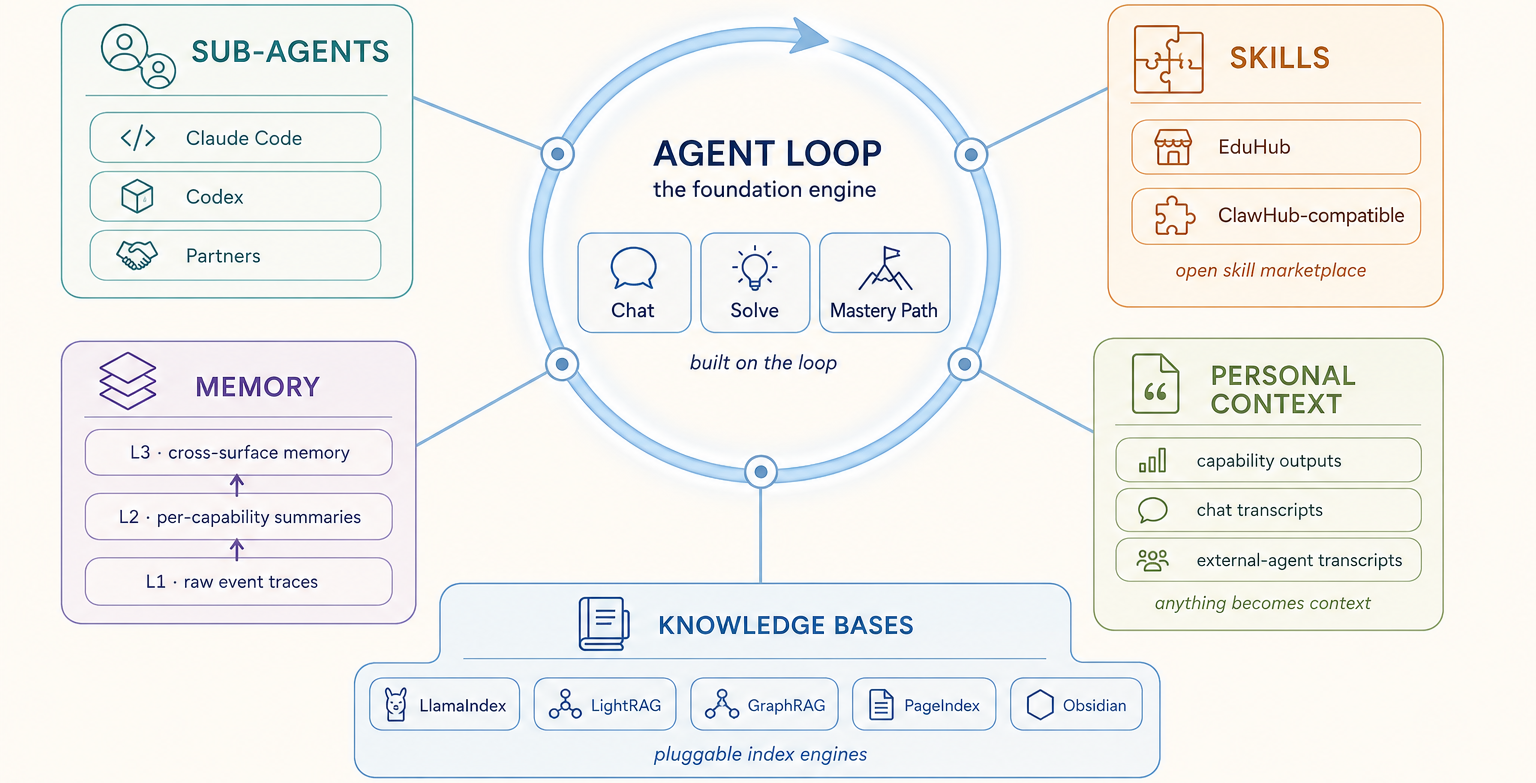 SUB-AGENTS
Claude Code
Codex
Partners
AGENT LOOP
the foundation engine
Chat
Solve
Mastery Path
built on the loop
SKILLS
EduHub
ClawHub-compatible
open skill marketplace
MEMORY
L3 · cross-surface memory
L2 · per-capability summaries
L1 · raw event traces
PERSONAL
CONTEXT
capability outputs
chat transcripts
external-agent transcripts
anything becomes context
KNOWLEDGE BASES
LlamaIndex
LightRAG
GraphRAG
PageIndex
Obsidian
pluggable index engines